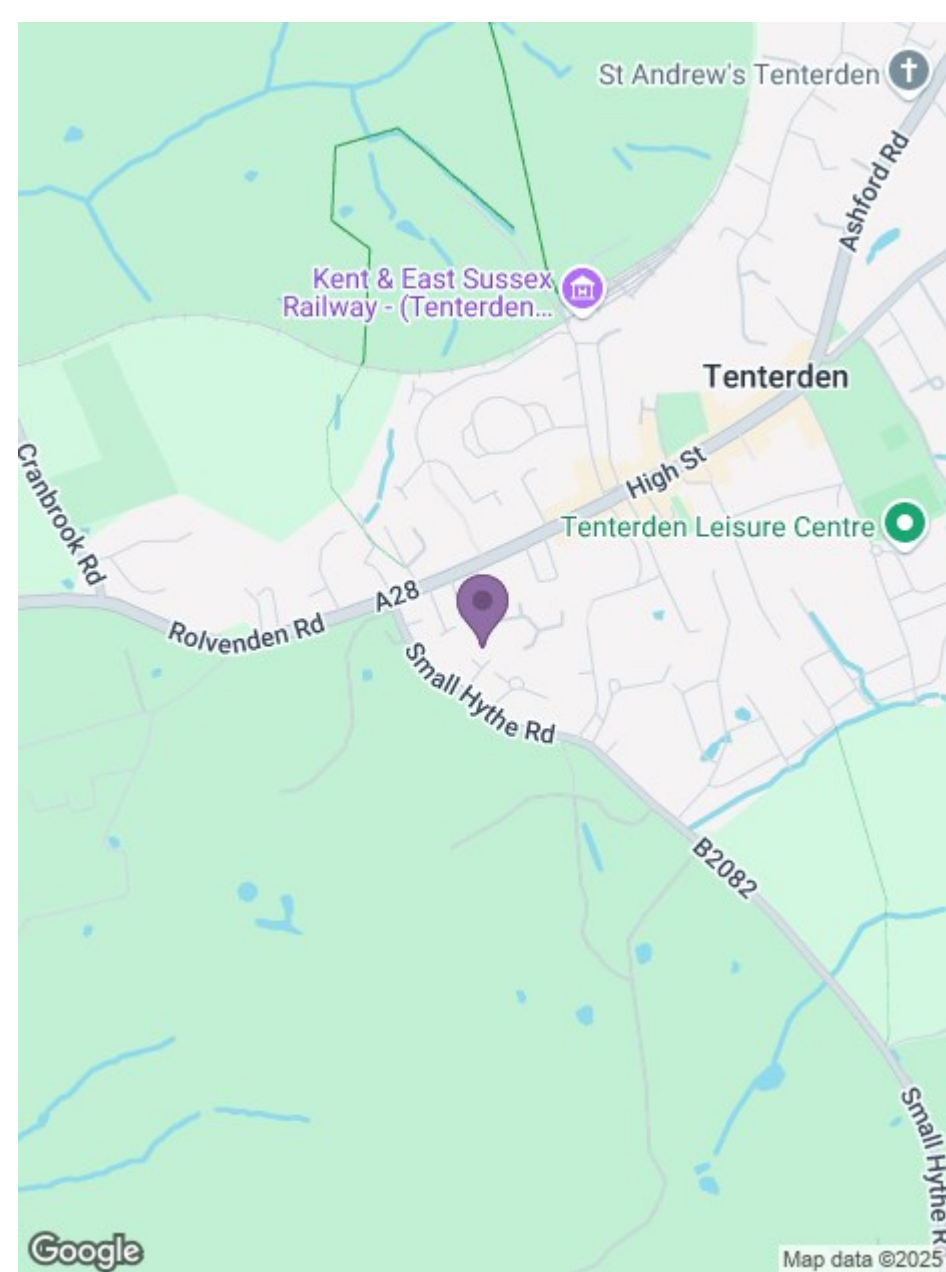 St Andrew's Tenterden
Ashford Rd
Kent & East Sussex
Railway - (Tenterden...
Tenterden
High St
Cranbrook Rd
Tenterden Leisure Centre
A28
Rolvenden Rd
Small Hythe Rd
B2082
Small Hythe R
Google
Map data ©2025